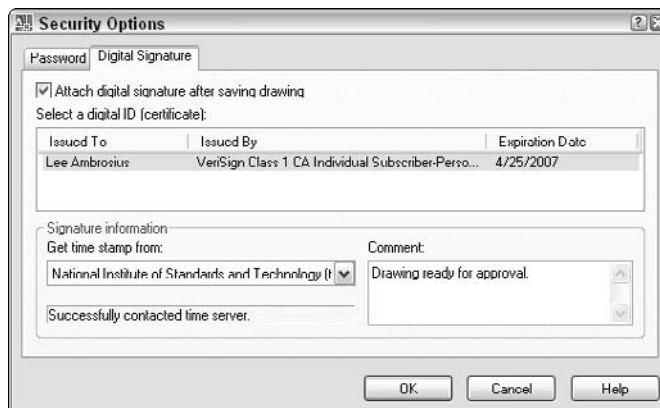 Security Options
Password Digital Signature
Attach digital signature after saving drawing
Select a digital ID (certificate):
Issued To Issued By Expiration Date
Lee Ambrosius VeriSign Class 1 CA Individual Subscriber-Perso... 4/25/2007
Signature information
Get time stamp from: Comment:
National Institute of Standards and Technology (t Drawing ready for approval.
Successfully contacted time server.
OK Cancel Help